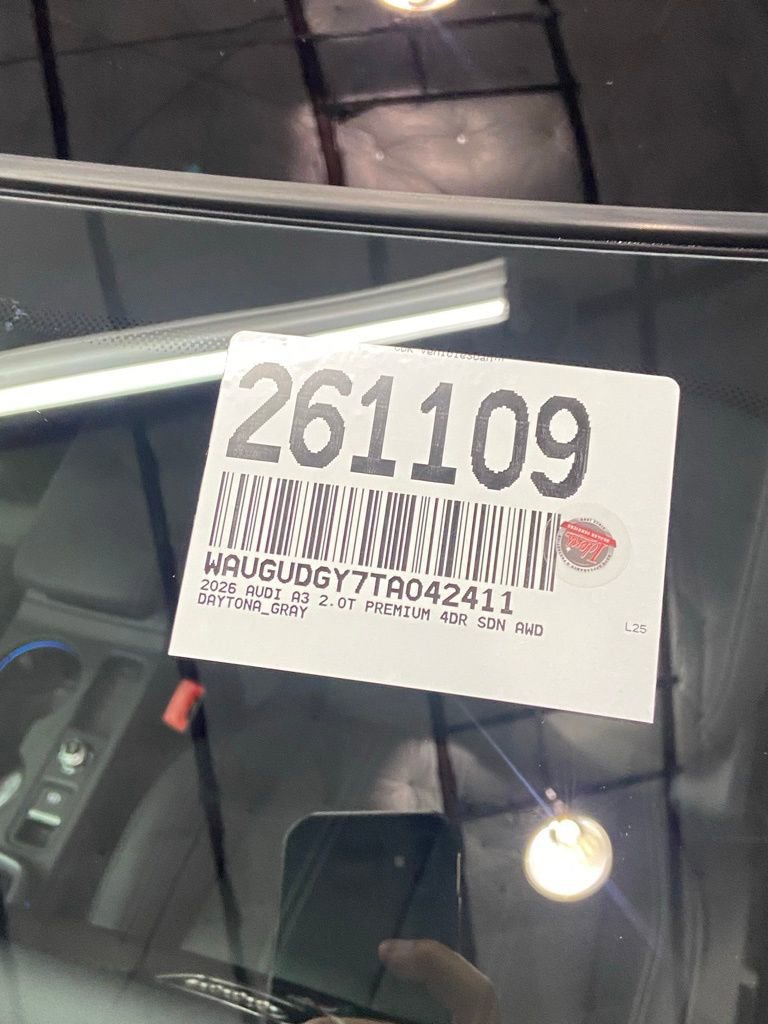 261109
WAUGUDGY7TA042411
2026 AUDI A3 2.0T PREMIUM 4DR SDN AWD
DAYTONA_GRAY
L25